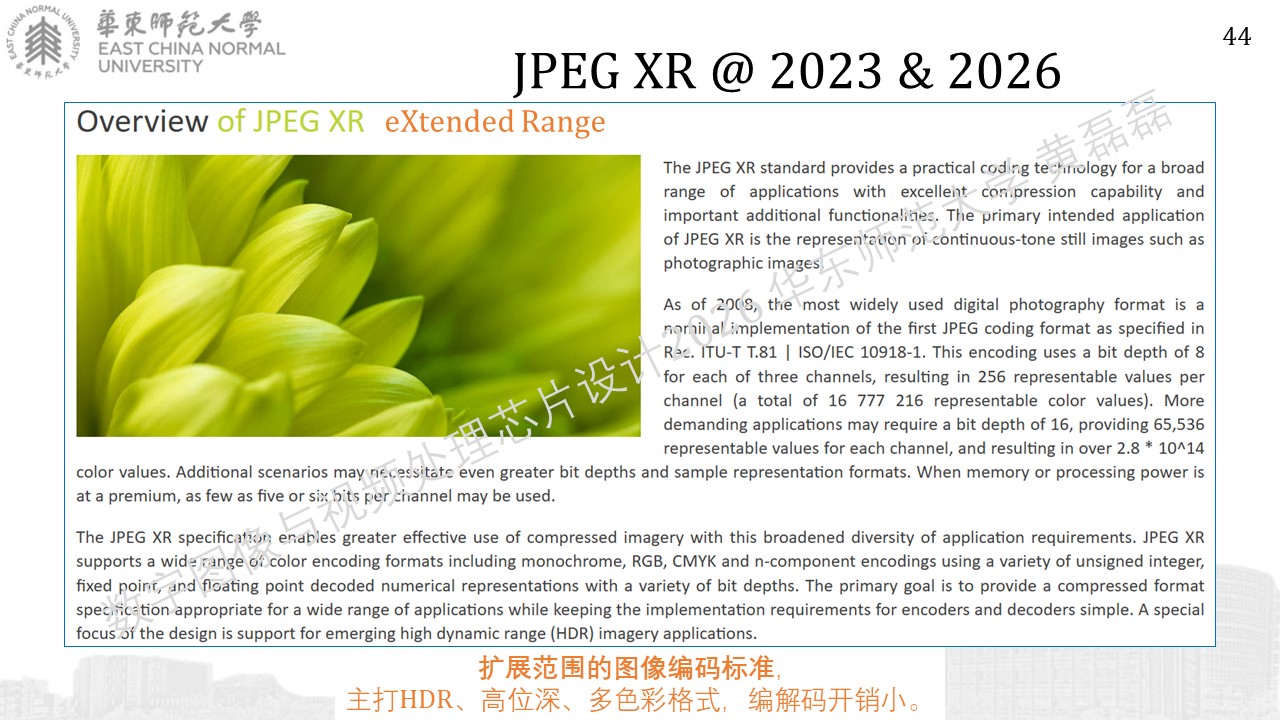 華東師範大學
EAST CHINA NORMAL
UNIVERSITY
EAST CHINA NORMAL UNIVERSITY
華東師範大學
44
JPEG XR @ 2023 & 2026
Overview of JPEG XR eXtended Range
The JPEG XR standard provides a practical coding technology for a broad
range of applications with excellent compression capability and
important additional functionalities. The primary intended application
of JPEG XR is the representation of continuous-tone still images such as
photographic images.
As of 2008, the most widely used digital photography format is a
nominal implementation of the first JPEG coding format as specified in
Rec. ITU-T T.81 | ISO/IEC 10918-1. This encoding uses a bit depth of 8
for each of three channels, resulting in 256 representable values per
channel (a total of 16 777 216 representable color values). More
demanding applications may require a bit depth of 16, providing 65,536
representable values for each channel, and resulting in over 2.8 * 10^14
color values. Additional scenarios may necessitate even greater bit depths and sample representation formats. When memory or processing power is
at a premium, as few as five or six bits per channel may be used.
The JPEG XR specification enables greater effective use of compressed imagery with this broadened diversity of application requirements. JPEG XR
supports a wide range of color encoding formats including monochrome, RGB, CMYK and n-component encodings using a variety of unsigned integer,
fixed point, and floating point decoded numerical representations with a variety of bit depths. The primary goal is to provide a compressed format
specification appropriate for a wide range of applications while keeping the implementation requirements for encoders and decoders simple. A special
focus of the design is support for emerging high dynamic range (HDR) imagery applications.
数字图像与视频处理芯片设计2026 华东师范大学 黄磊磊
扩展范围的图像编码标准，
主打HDR、高位深、多色彩格式，编解码开销小。